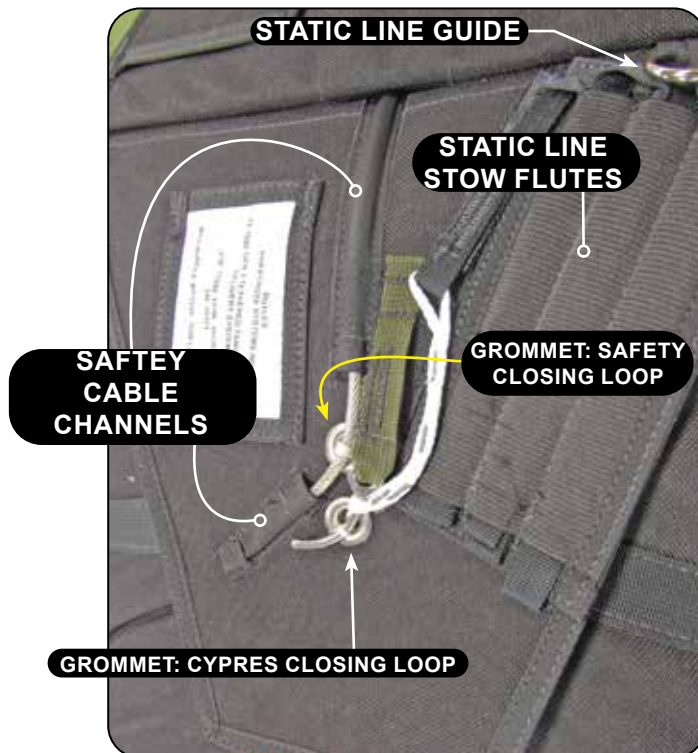 STATIC LINE GUIDE
STATIC LINE
STOW FLUTES
GROMMET: SAFETY
CLOSING LOOP
SAFTEY
CABLE
CHANNELS
GROMMET: CYPRES CLOSING LOOP